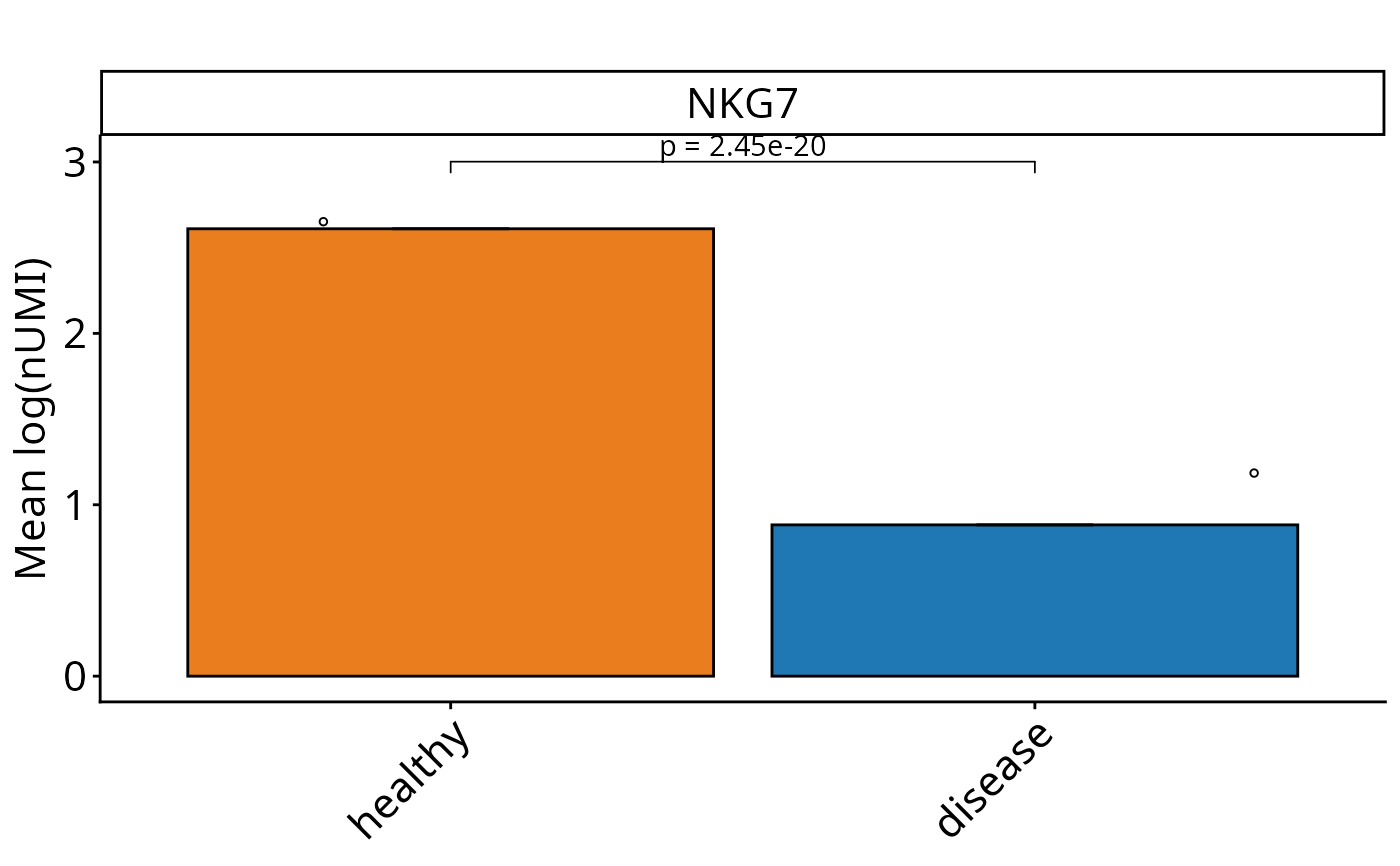 NKG7
p = 2.45e-20
Mean log(nUMI)
3
2
1
0
healthy
disease